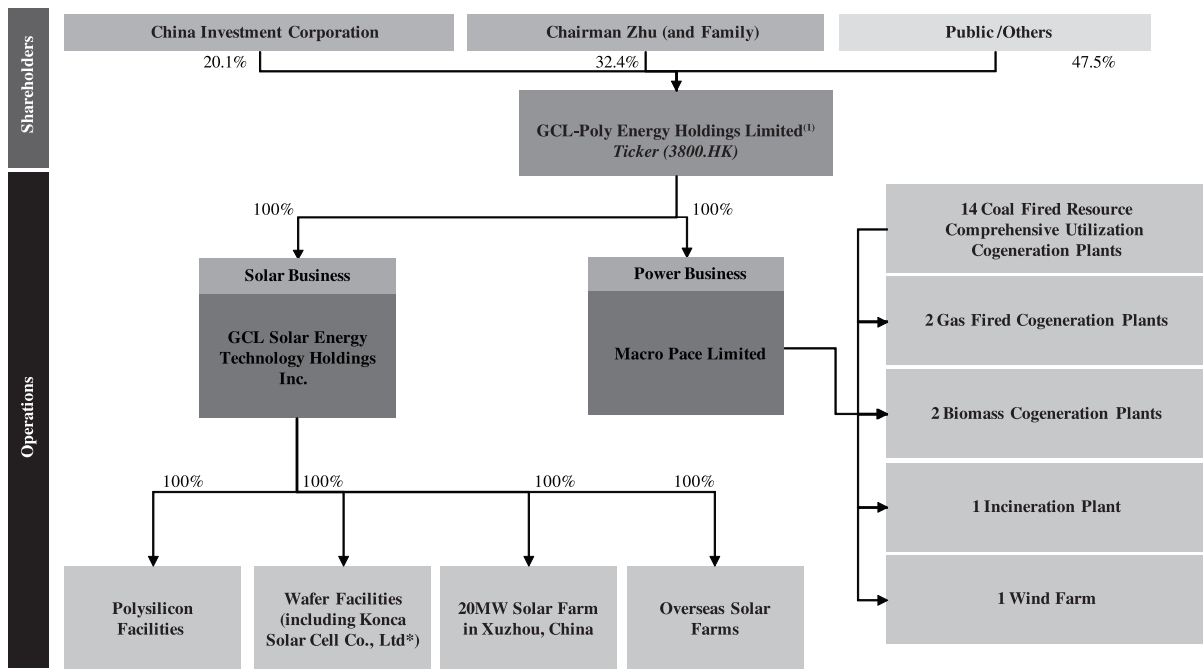 Shareholders
China Investment Corporation
Chairman Zhu (and Family)
Public /Others
20.1%
32.4%
47.5%
GCL-Poly Energy Holdings Limited(1)
Ticker (3800.HK)
Operations
100%
100%
Solar Business
GCL Solar Energy
Technology Holdings
Inc.
Power Business
Macro Pace Limited
14 Coal Fired Resource
Comprehensive Utilization
Cogeneration Plants
2 Gas Fired Cogeneration Plants
2 Biomass Cogeneration Plants
1 Incineration Plant
1 Wind Farm
100%
100%
100%
100%
Polysilicon
Facilities
Wafer Facilities
(including Konca
Solar Cell Co., Ltd*)
20MW Solar Farm
in Xuzhou, China
Overseas Solar
Farms